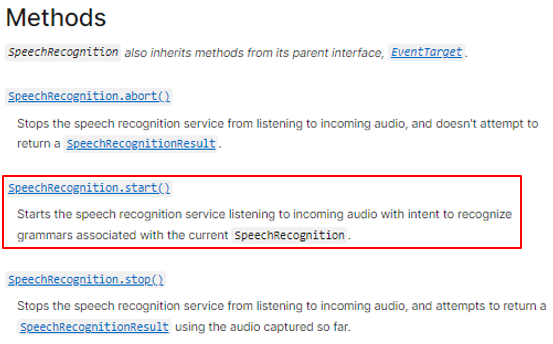 Methods
SpeechRecognition also inherits methods from its parent interface, EventTarget.
SpeechRecognition.abort()
Stops the speech recognition service from listening to incoming audio, and doesn't attempt to
return a SpeechRecognitionResult.
SpeechRecognition.start()
Starts the speech recognition service listening to incoming audio with intent to recognize
grammars associated with the current SpeechRecognition.
SpeechRecognition.stop()
Stops the speech recognition service from listening to incoming audio, and attempts to return a
SpeechRecognitionResult using the audio captured so far.